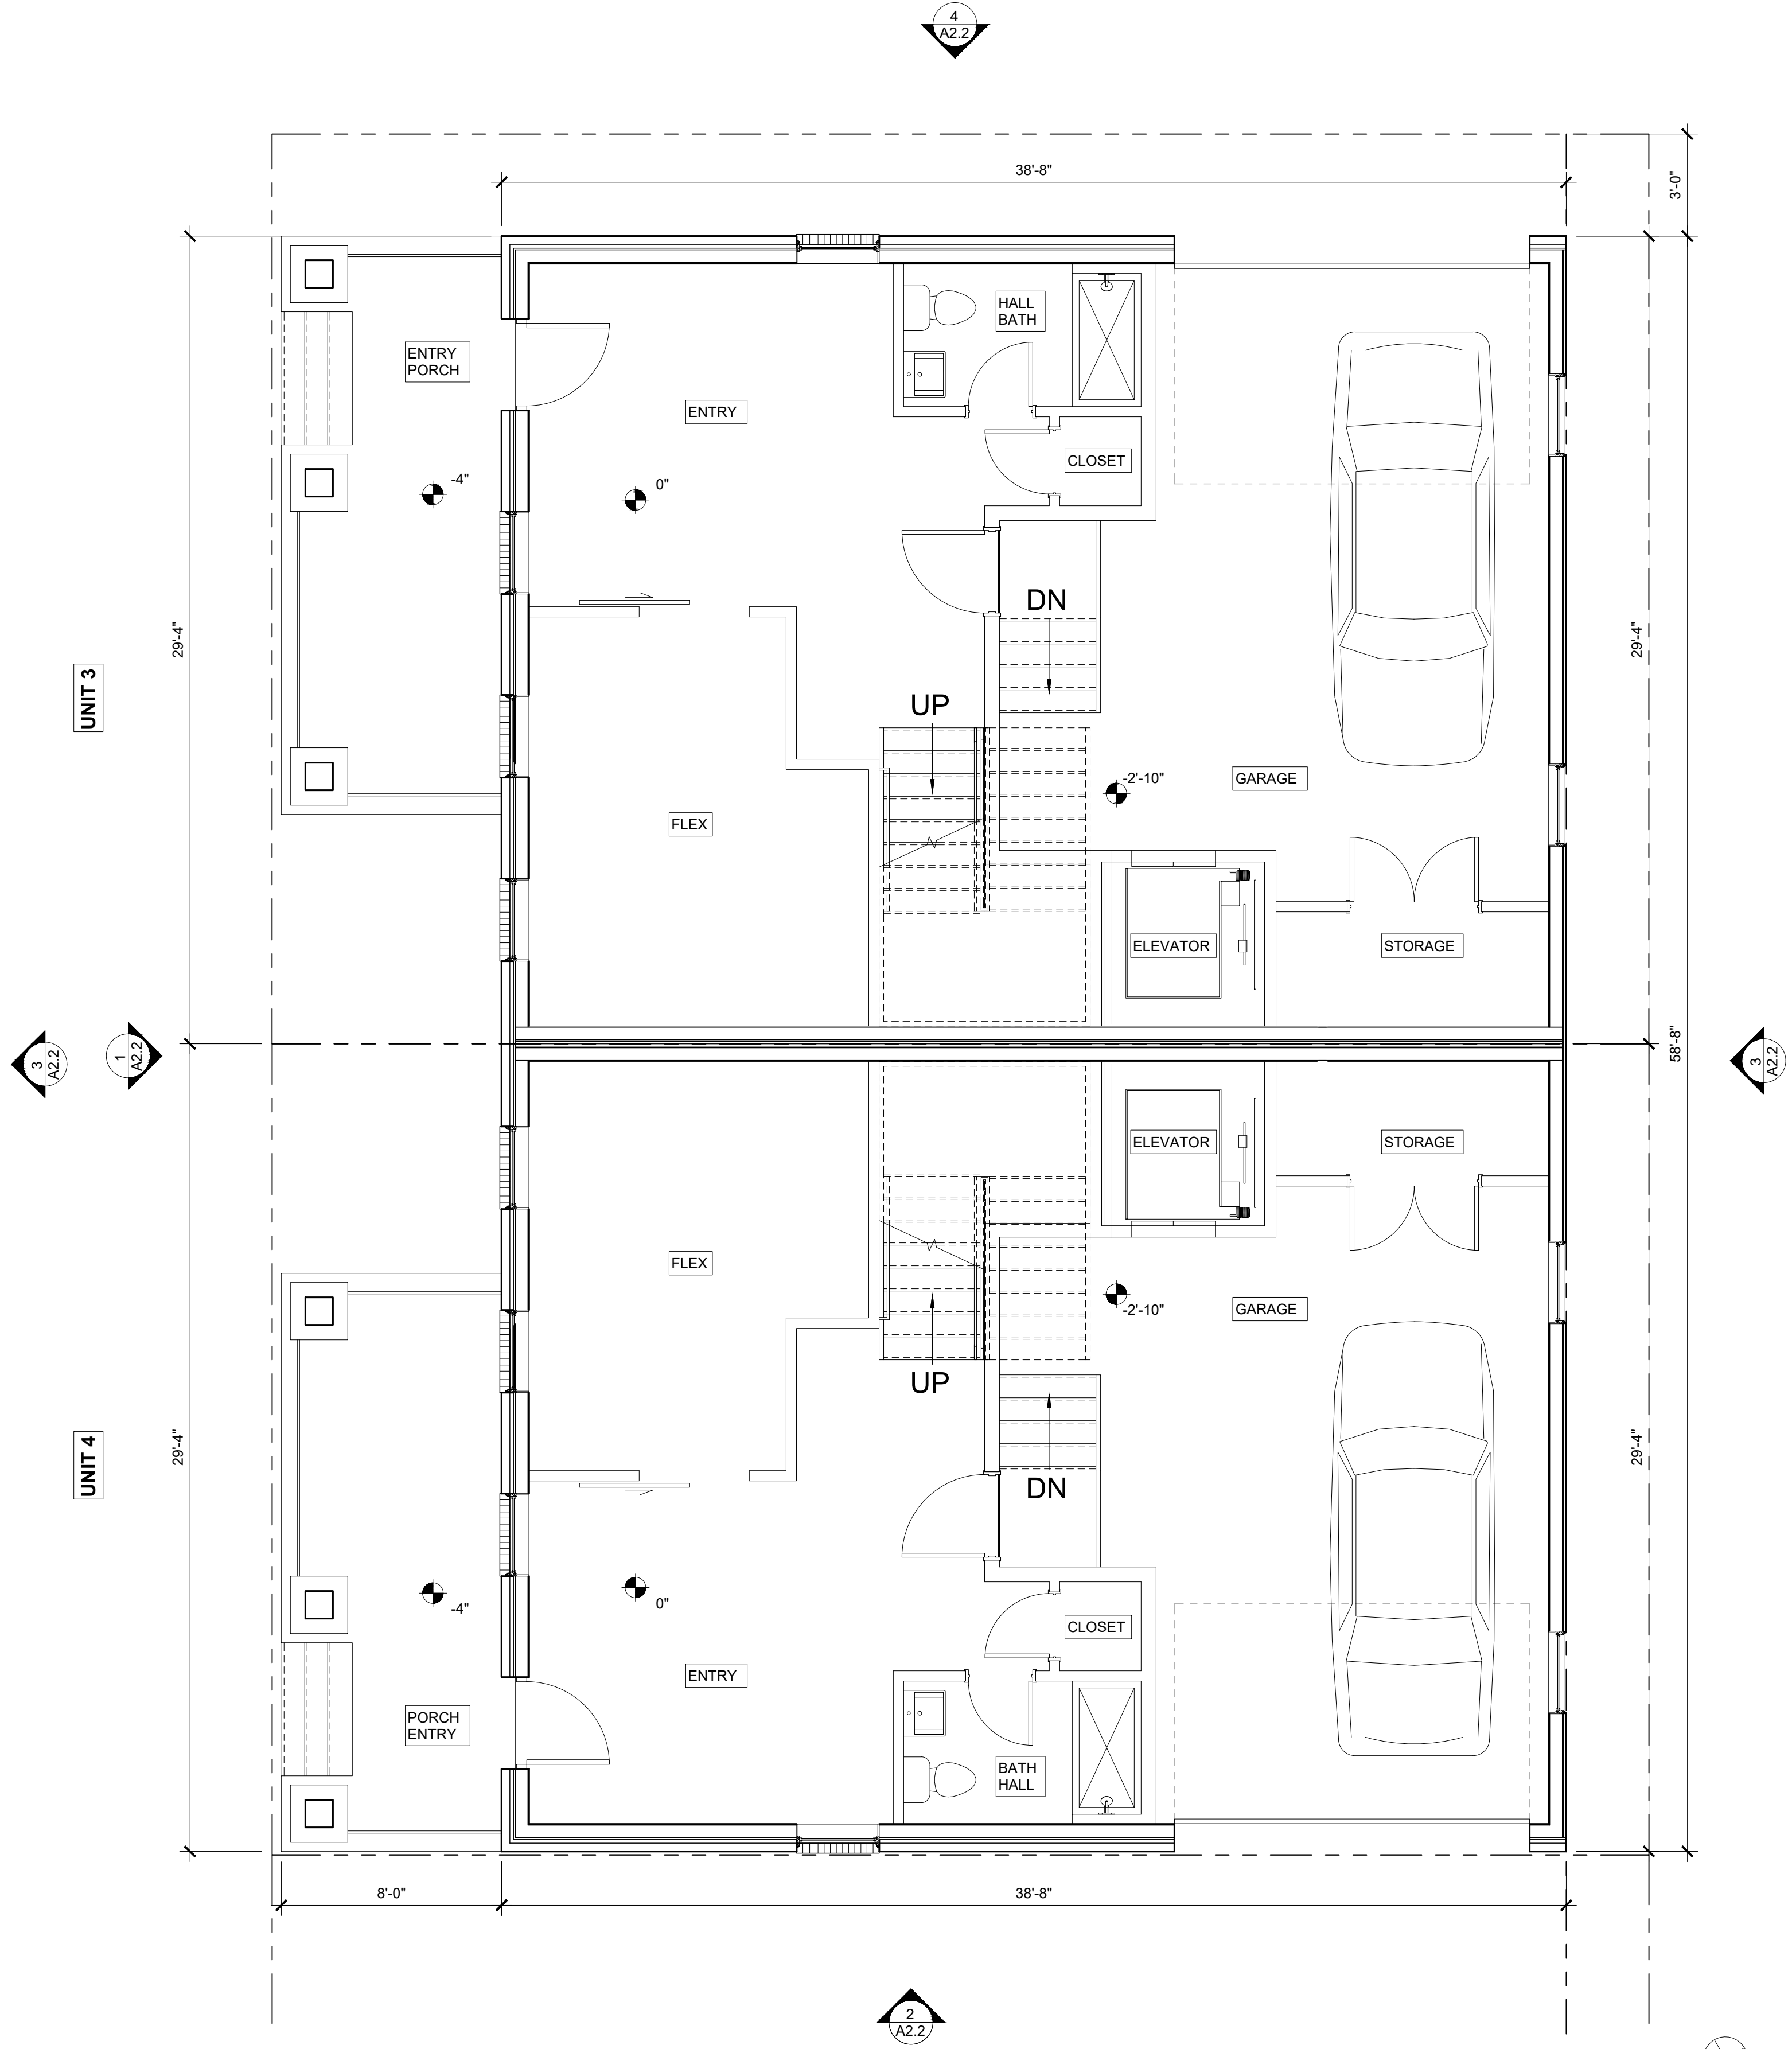 4
A2.2
38'-8"
3'-0"
HALL
BATH
ENTRY
PORCH
ENTRY
CLOSET
-4"
0"
DN
29'-4"
29'-4"
UNIT 3
UP
-2'-10"
GARAGE
FLEX
ELEVATOR
STORAGE
3
A2.2
1
A2.2
58'-8"
3
A2.2
ELEVATOR
STORAGE
FLEX
-2'-10"
GARAGE
UP
UNIT 4
29'-4"
29'-4"
DN
-4"
0"
CLOSET
ENTRY
PORCH
ENTRY
BATH
HALL
8'-0"
38'-8"
2
A2.2